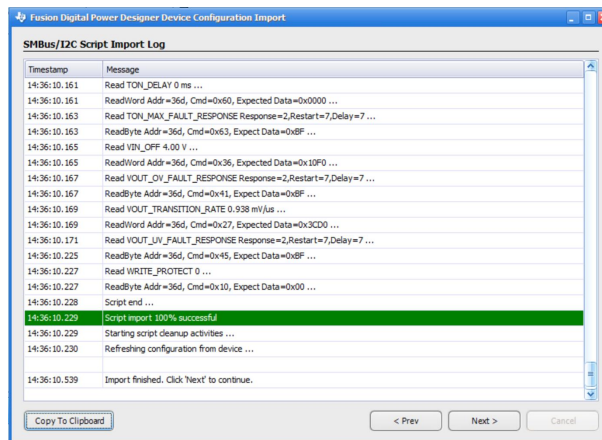 Fusion Digital Power Designer Device Configuration Import
SMBus/I2C Script Import Log
Timestamp Message
14:36:10.161 Read TON_DELAY 0 ms ...
14:36:10.161 ReadWord Addr=36d, Cmd=0x60, Expected Data=0x0000 ...
14:36:10.163 Read TON_MAX_FAULT_RESPONSE Response=2,Restart=7,Delay=7 ...
14:36:10.163 ReadByte Addr=36d, Cmd=0x63, Expect Data=0xBF ...
14:36:10.165 Read VIN_OFF 4.00 V ...
14:36:10.165 ReadWord Addr=36d, Cmd=0x36, Expected Data=0x10F0 ...
14:36:10.167 Read VOUT_OV_FAULT_RESPONSE Response=2,Restart=7,Delay=7 ...
14:36:10.167 ReadByte Addr=36d, Cmd=0x41, Expect Data=0xBF ...
14:36:10.169 Read VOUT_TRANSITION_RATE 0.938 mV/us ...
14:36:10.169 ReadWord Addr=36d, Cmd=0x27, Expected Data=0x3CD0 ...
14:36:10.171 Read VOUT_UV_FAULT_RESPONSE Response=2,Restart=7,Delay=7 ...
14:36:10.225 ReadByte Addr=36d, Cmd=0x45, Expect Data=0xBF ...
14:36:10.227 Read WRITE_PROTECT 0 ...
14:36:10.227 ReadByte Addr=36d, Cmd=0x10, Expect Data=0x00 ...
14:36:10.228 Script end ...
14:36:10.229 Script import 100% successful
14:36:10.229 Starting script cleanup activities ...
14:36:10.230 Refreshing configuration from device ...
14:36:10.539 Import finished. Click 'Next' to continue.
Copy To Clipboard < Prev Next > Cancel